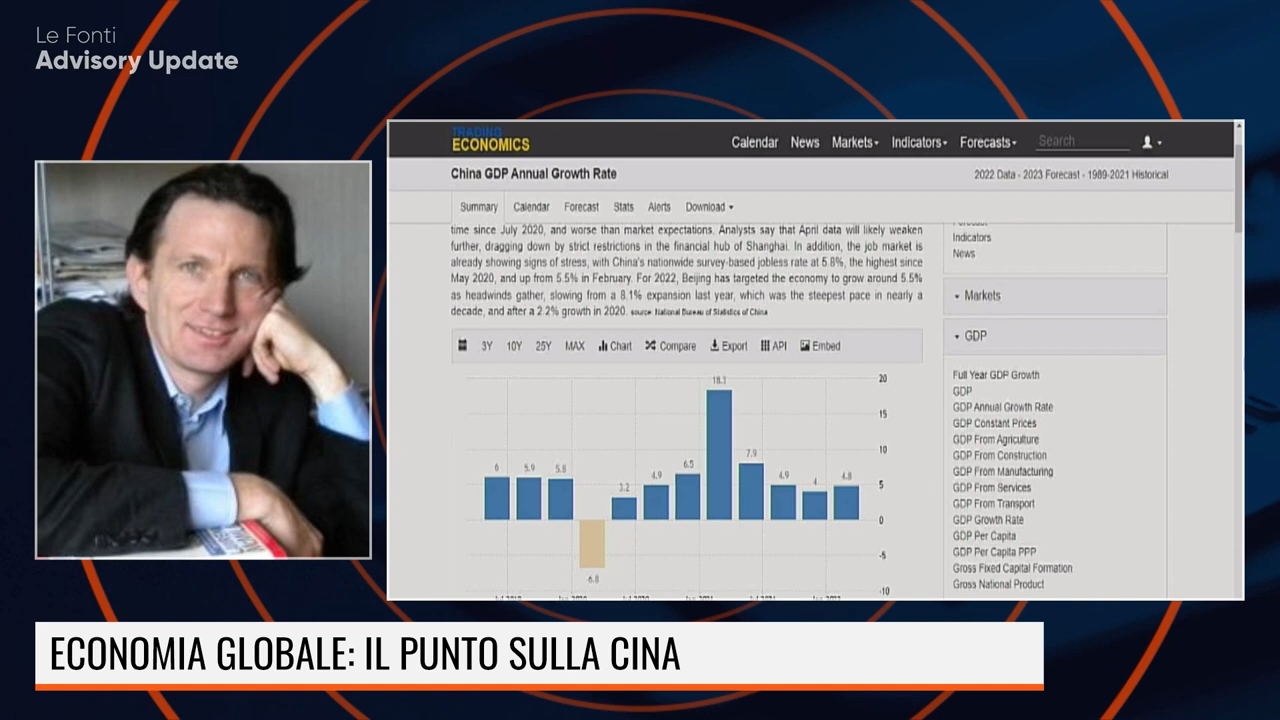 Le Fonti
Advisory Update
TRADING
ECONOMICS
Calendar News Markets Indicators Forecasts Search
China GDP Annual Growth Rate
2022 Data - 2023 Forecast - 1989-2021 Historical
Summary Calendar Forecast Stats Alerts Download
time since July 2020, and worse than market expectations. Analysts say that April data will likely weaken
further, dragging down by strict restrictions in the financial hub of Shanghai. In addition, the job market is
already showing signs of stress, with China's nationwide survey-based jobless rate at 5.8%, the highest since
May 2020, and up from 5.5% in February. For 2022, Beijing has targeted the economy to grow around 5.5%
as headwinds gather, slowing from a 8.1% expansion last year, which was the steepest pace in nearly a
decade, and after a 2.2% growth in 2020. source: National Bureau of Statistics of China
3Y 10Y 25Y MAX Chart Compare Export API Embed
20
15
10
5
0
-5
-10
6
5.9
5.8
-6.8
3.2
4.9
6.5
18.3
7.9
4.9
4
4.8
Forecast
Indicators
News
Markets
GDP
Full Year GDP Growth
GDP
GDP Annual Growth Rate
GDP Constant Prices
GDP From Agriculture
GDP From Construction
GDP From Manufacturing
GDP From Services
GDP From Transport
GDP Growth Rate
GDP Per Capita
GDP Per Capita PPP
Gross Fixed Capital Formation
Gross National Product
ECONOMIA GLOBALE: IL PUNTO SULLA CINA